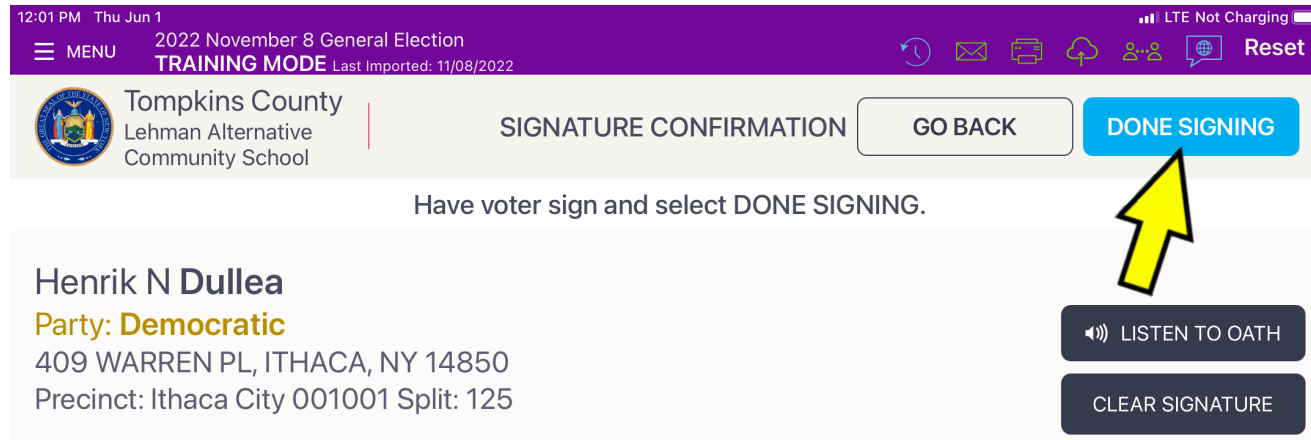 12:01 PM Thu Jun 1
LTE Not Charging
MENU
2022 November 8 General Election
TRAINING MODE Last Imported: 11/08/2022
Reset
Tompkins County
Lehman Alternative
Community School
SIGNATURE CONFIRMATION
GO BACK
DONE SIGNING
Have voter sign and select DONE SIGNING.
Henrik N Dullea
Party: Democratic
409 WARREN PL, ITHACA, NY 14850
Precinct: Ithaca City 001001 Split: 125
LISTEN TO OATH
CLEAR SIGNATURE